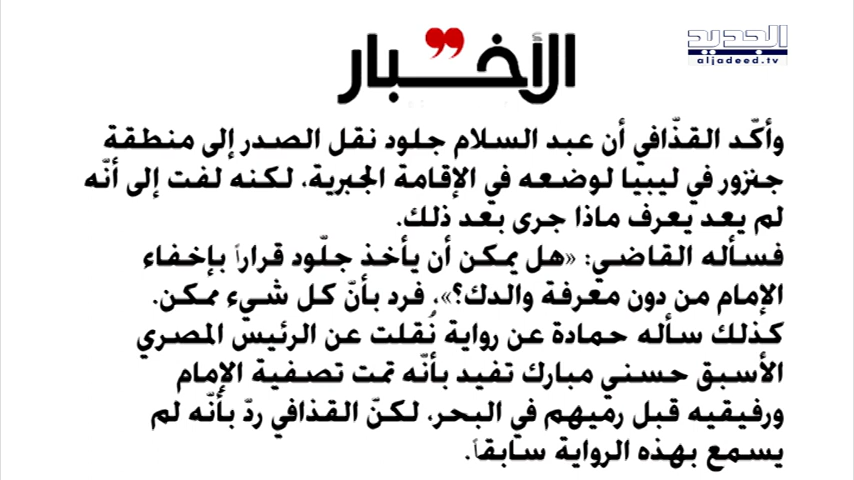 الأخبار
الجديد
aljadeed.tv
وأكّد القذّافي أن عبد السلام جلود نقل الصدر إلى منطقة
جنزور في ليبيا لوضعه في الإقامة الجبرية، لكنه لفت إلى أنّه
لم يعد يعرف ماذا جرى بعد ذلك.
فسأله القاضي: «هل يمكن أن يأخذ جلّود قراراً بإخفاء
الإمام من دون معرفة والدك؟»، فرد بأنّ كل شيء ممكن.
كذلك سأله حمادة عن رواية نُقلت عن الرئيس المصري
الأسبق حسني مبارك تفيد بأنّه تمت تصفية الإمام
ورفيقيه قبل رميهم في البحر، لكنّ القذافي ردّ بأنّه لم
يسمع بهذه الرواية سابقاً.